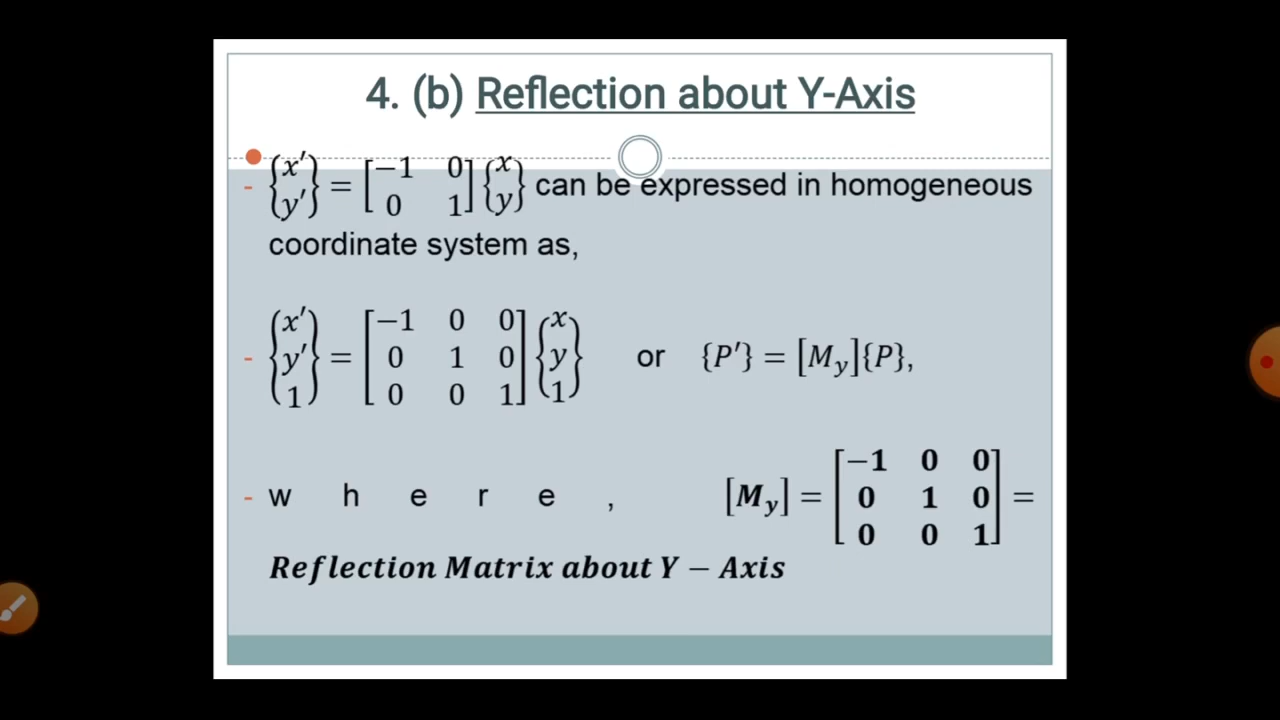 4. (b) Reflection about Y-Axis
- {x′ y′} = [−1 0; 0 1] {x y} can be expressed in homogeneous
coordinate system as,
- {x′ y′ 1} = [−1 0 0; 0 1 0; 0 0 1] {x y 1} or {P′} = [M_y]{P},
- w h e r e , [M_y] = [−1 0 0; 0 1 0; 0 0 1] =
Reflection Matrix about Y − Axis